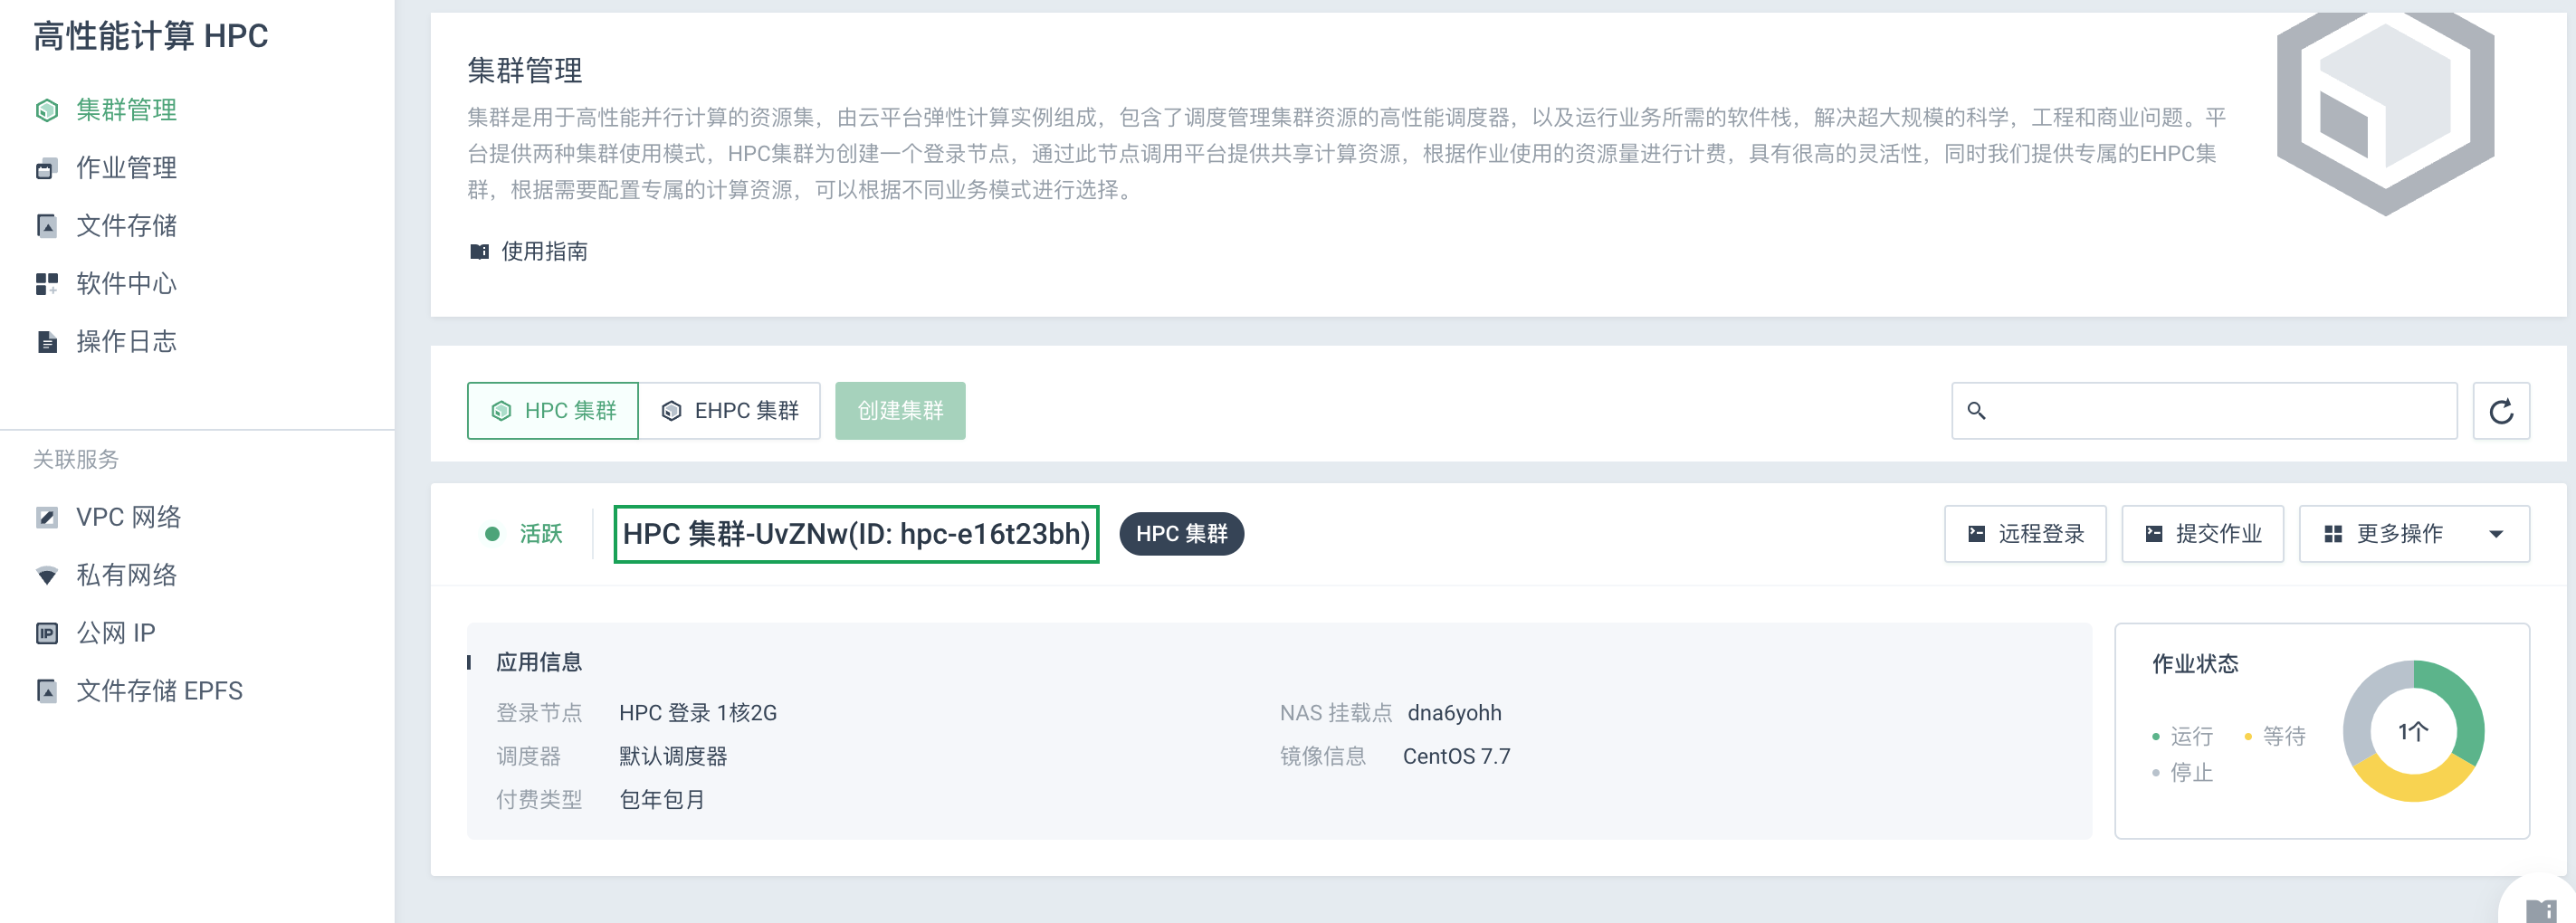 高性能计算 HPC
集群管理
作业管理
文件存储
软件中心
操作日志
关联服务
VPC 网络
私有网络
IP 公网 IP
文件存储 EPFS
集群管理
集群是用于高性能并行计算的资源集，由云平台弹性计算实例组成，包含了调度管理集群资源的高性能调度器，以及运行业务所需的软件栈，解决超大规模的科学，工程和商业问题。平
台提供两种集群使用模式，HPC集群为创建一个登录节点，通过此节点调用平台提供共享计算资源，根据作业使用的资源量进行计费，具有很高的灵活性，同时我们提供专属的EHPC集
群，根据需要配置专属的计算资源，可以根据不同业务模式进行选择。
使用指南
HPC 集群 EHPC 集群 创建集群
活跃 HPC 集群-UvZNw(ID: hpc-e16t23bh) HPC 集群 远程登录 提交作业 更多操作
应用信息
登录节点 HPC 登录 1核2G NAS 挂载点 dna6yohh
调度器 默认调度器 镜像信息 CentOS 7.7
付费类型 包年包月
作业状态
运行 等待
停止
1个